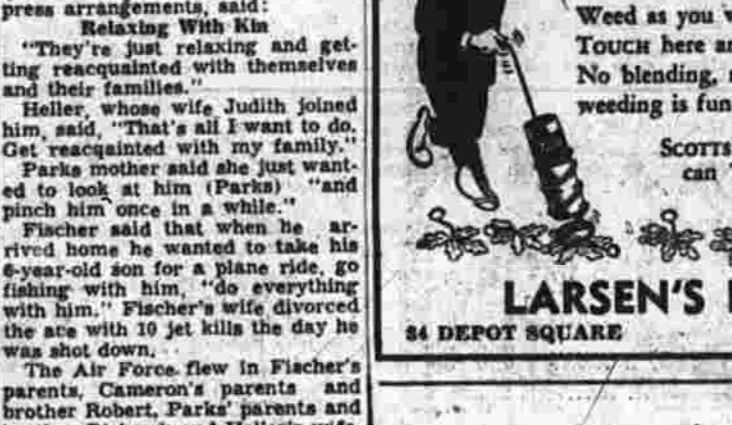 press arrangements, said:
Relaxing With Kin
"They're just relaxing and get-
ting reacquainted with themselves
and their families."
Heller, whose wife Judith joined
him, said, "That's all I want to do.
Get reacqainted with my family."
Parks mother said she just want-
ed to look at him (Parks) "and
pinch him once in a while."
Fischer said that when he ar-
rived home he wanted to take his
6-year-old son for a plane ride, go
fishing with him, "do everything
with him." Fischer's wife divorced
the ace with 10 jet kills the day he
was shot down.
The Air Force flew in Fischer's
parents, Cameron's parents and
brother Robert, Parks' parents and
Weed as you
TOUCH here
No blending,
weeding is fun
SCOTTS
can
LARSEN'S
84 DEPOT SQUARE